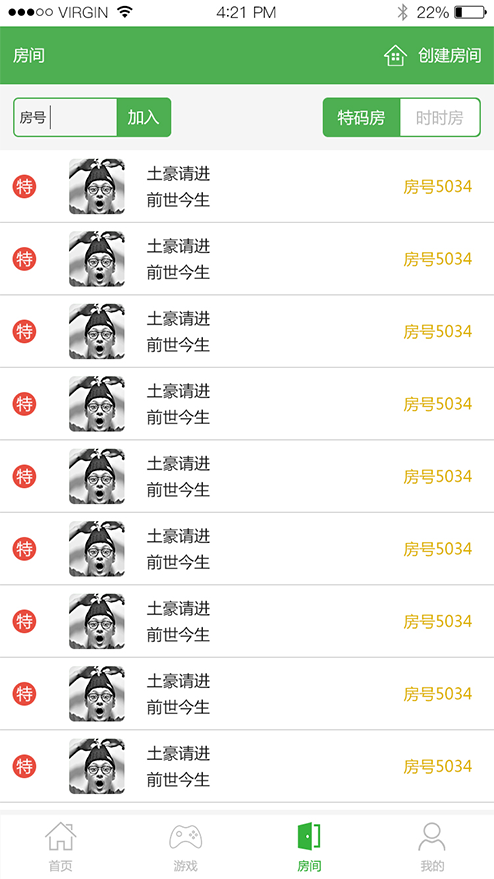 VIRGIN 4:21 PM 22%
房间 创建房间
房号 加入 特码房 时时房
特 土豪请进 房号5034
前世今生
特 土豪请进 房号5034
前世今生
特 土豪请进 房号5034
前世今生
特 土豪请进 房号5034
前世今生
特 土豪请进 房号5034
前世今生
特 土豪请进 房号5034
前世今生
特 土豪请进 房号5034
前世今生
特 土豪请进 房号5034
前世今生
特 土豪请进 房号5034
前世今生
首页 游戏 房间 我的